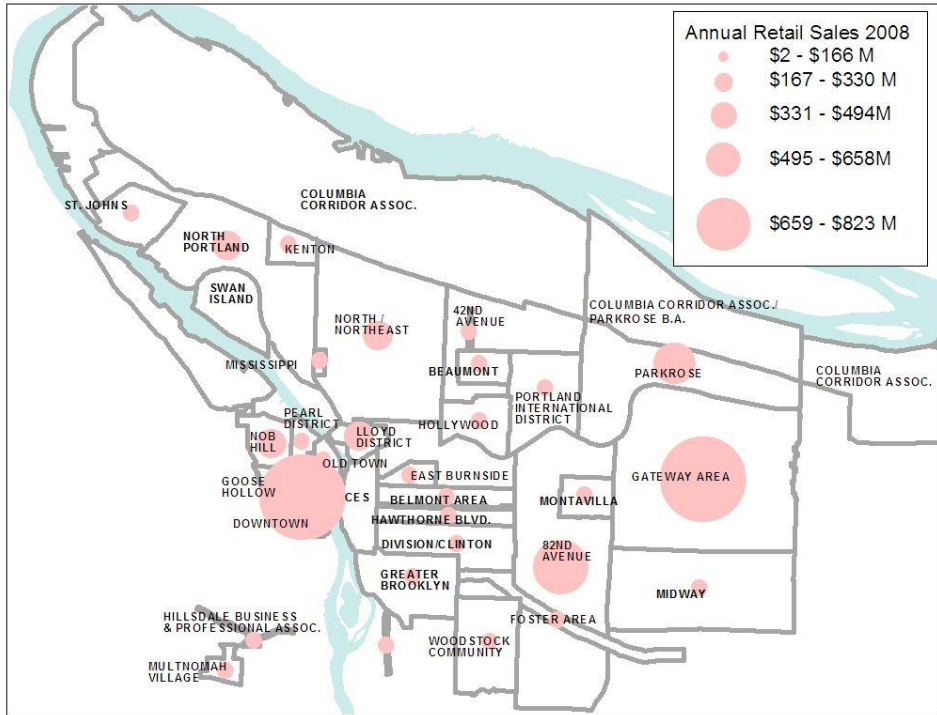 Annual Retail Sales 2008
$2 - $166 M
$167 - $330 M
$331 - $494M
$495 - $658M
$659 - $823 M
COLUMBIA
CORRIDOR ASSOC.
ST. JOHNS
NORTH
PORTLAND
KENTON
SWAN
ISLAND
NORTH /
NORTHEAST
42ND
AVENUE
COLUMBIA CORRIDOR ASSOC./
PARKROSE B.A.
MISSISSIPPI
BEAUMONT
PARKROSE
COLUMBIA
CORRIDOR ASSOC.
PORTLAND
INTERNATIONAL
DISTRICT
PEARL
DISTRICT
NOB
HILL
LLOYD
DISTRICT
HOLLYWOOD
OLD TOWN
EAST BURNSIDE
GATEWAY AREA
GOOSE
HOLLOW
CES
BELMONT AREA
MONTAVILLA
DOWNTOWN
HAWTHORNE BLVD.
DIVISION/CLINTON
82ND
AVENUE
GREATER
BROOKLYN
MIDWAY
HILLSDALE BUSINESS
& PROFESSIONAL ASSOC.
FOSTER AREA
WOODSTOCK
COMMUNITY
MULTNOMAH
VILLAGE